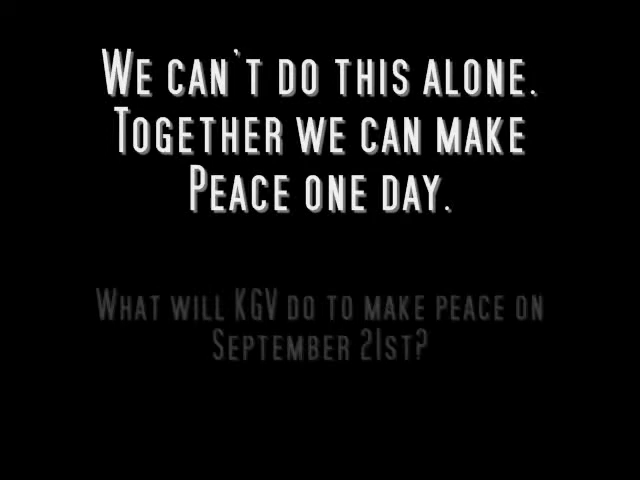 We can't do this alone.
Together we can make
Peace one day.
What will KGV do to make peace on
September 21st?